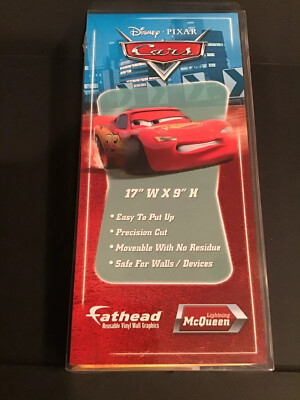 Disney • PIXAR
Cars
17" W X 9" H
• Easy To Put Up
• Precision Cut
• Moveable With No Residue
• Safe For Walls / Devices
fathead
Reusable Vinyl Wall Graphics
Lightning
McQueen